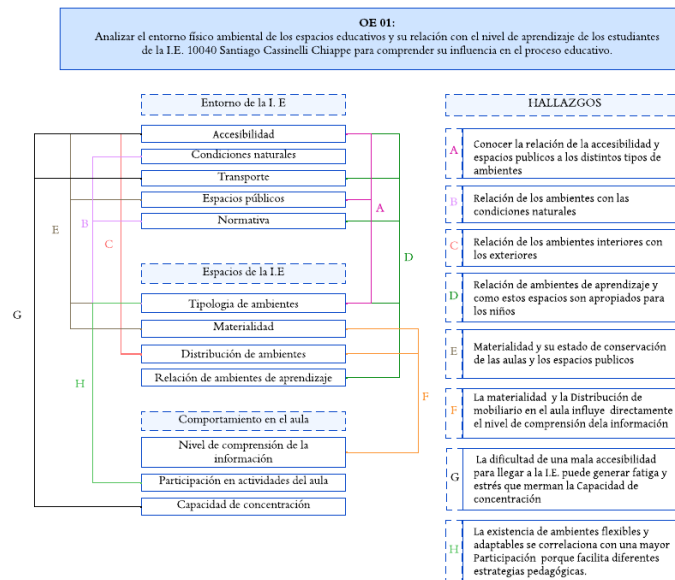 OE 01:
Analizar el entorno físico ambiental de los espacios educativos y su relación con el nivel de aprendizaje de los estudiantes
de la I.E. 10040 Santiago Cassinelli Chiappe para comprender su influencia en el proceso educativo.
Entorno de la I. E
Accesibilidad
Condiciones naturales
Transporte
Espacios públicos
Normativa
Espacios de la I.E
Tipologia de ambientes
Materialidad
Distribución de ambientes
Relación de ambientes de aprendizaje
Comportamiento en el aula
Nivel de comprensión de la
información
Participación en actividades del aula
Capacidad de concentración
G
E
B
C
H
A
D
F
HALLAZGOS
A
Conocer la relación de la accesibilidad y
espacios publicos a los distintos tipos de
ambientes
B
Relación de los ambientes con las
condiciones naturales
C
Relación de los ambientes interiores con
los exteriores
D
Relación de ambientes de aprendizaje y
como estos espacios son apropiados para
los niños
E
Materialidad y su estado de conservación
de las aulas y los espacios publicos
F
La materialidad y la Distribución de
mobiliario en el aula influye directamente
el nivel de comprensión dela información
G
La dificultad de una mala accesibilidad
para llegar a la I.E. puede generar fatiga y
estrés que merman la Capacidad de
concentración
H
La existencia de ambientes flexibles y
adaptables se correlaciona con una mayor
Participación porque facilita diferentes
estrategias pedagógicas.